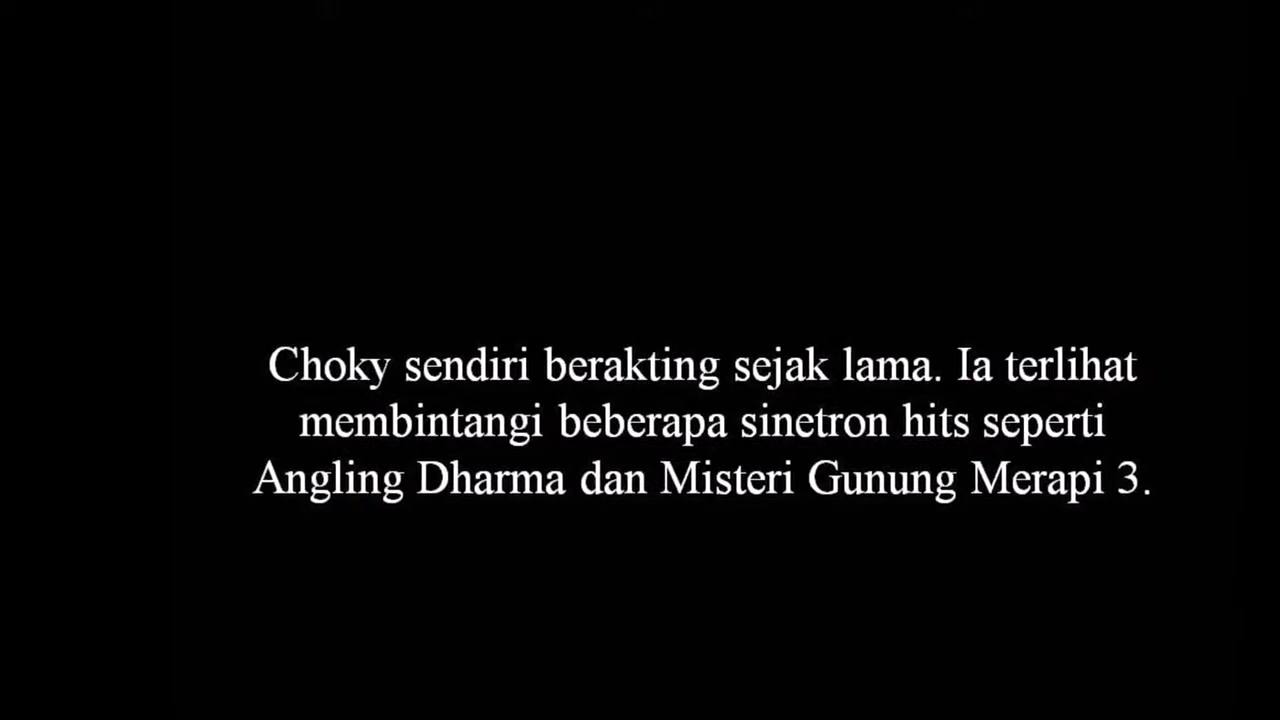 Choky sendiri berakting sejak lama. Ia terlihat
membintangi beberapa sinetron hits seperti
Angling Dharma dan Misteri Gunung Merapi 3.